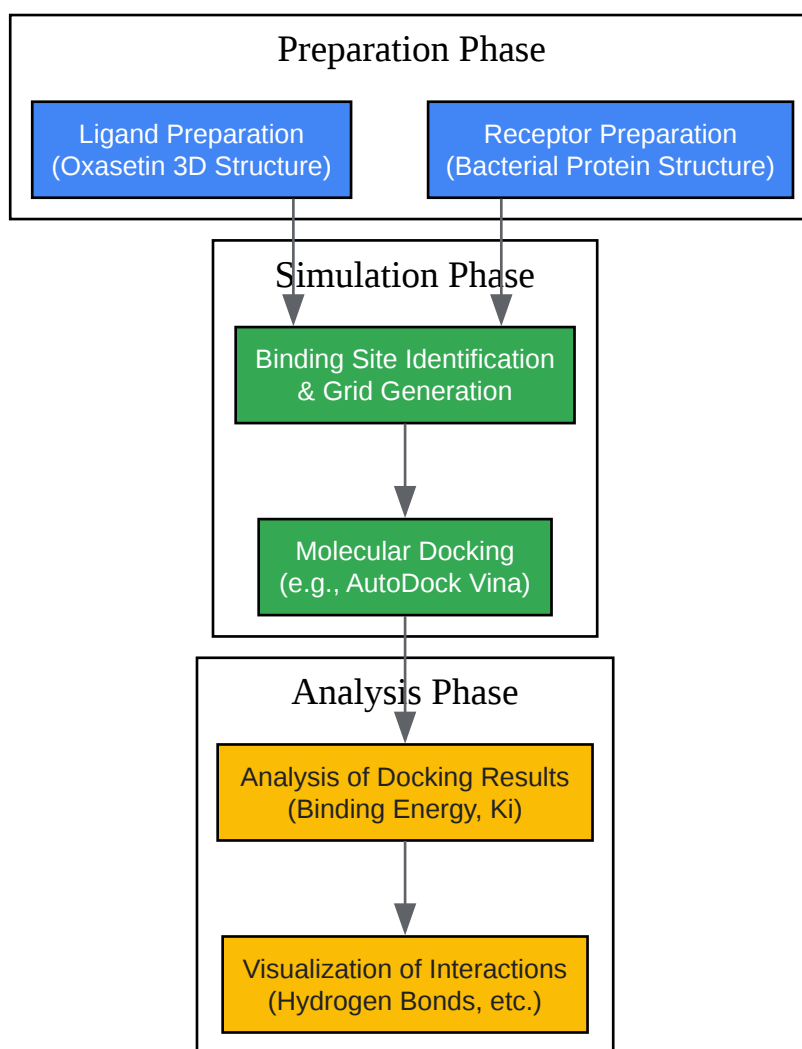 Preparation Phase
Ligand Preparation
(Oxasetin 3D Structure)
Receptor Preparation
(Bacterial Protein Structure)
Simulation Phase
Binding Site Identification
& Grid Generation
Molecular Docking
(e.g., AutoDock Vina)
Analysis Phase
Analysis of Docking Results
(Binding Energy, Ki)
Visualization of Interactions
(Hydrogen Bonds, etc.)